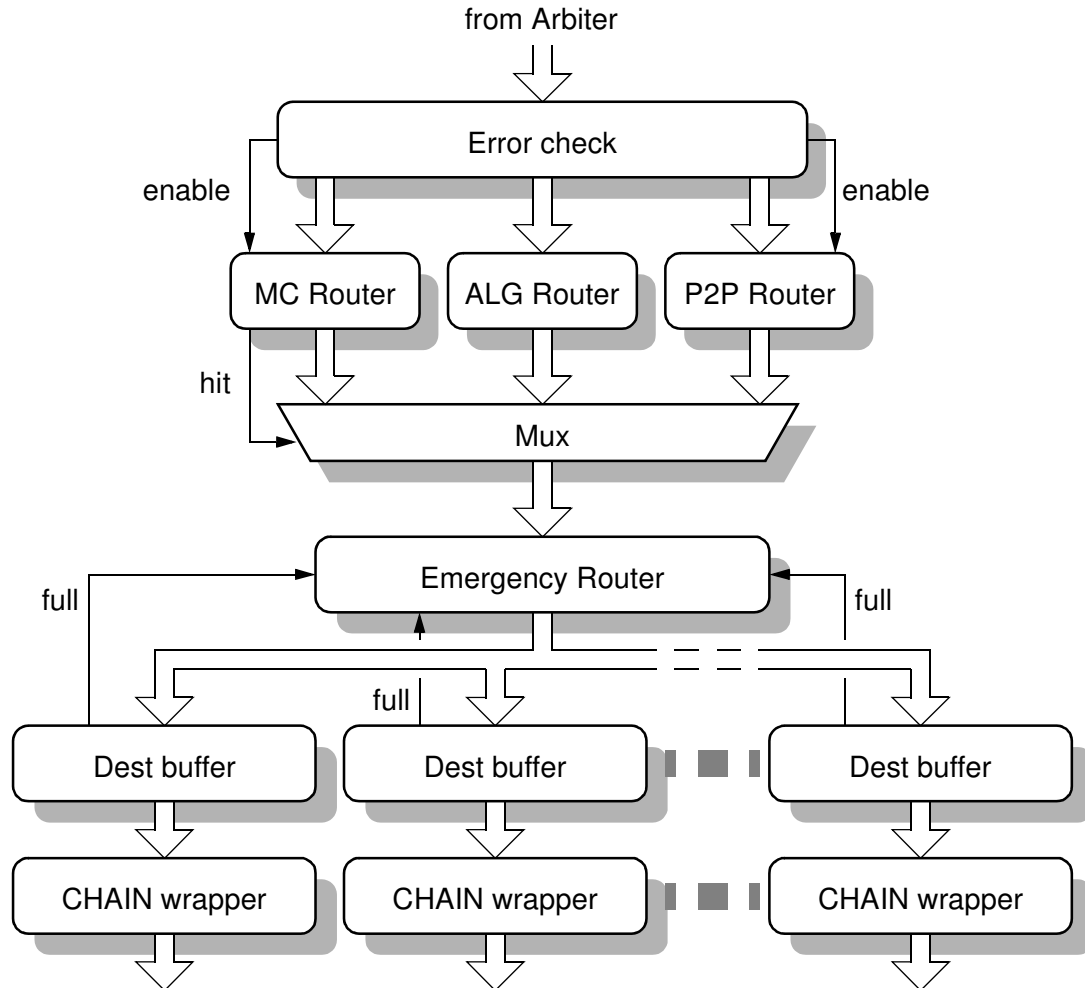 from Arbiter
Error check
enable
enable
MC Router
ALG Router
P2P Router
hit
Mux
Emergency Router
full
full
full
Dest buffer
Dest buffer
Dest buffer
CHAIN wrapper
CHAIN wrapper
CHAIN wrapper